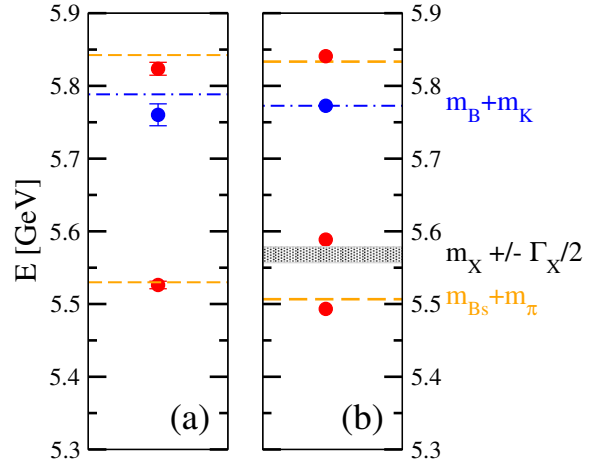 5.9
5.8
5.7
5.6
5.5
5.4
5.3
E [GeV]
(a)
(b)
5.9
5.8
5.7
5.6
5.5
5.4
5.3
m_B+m_K
m_X +/- Γ_X/2
m_Bs+m_π